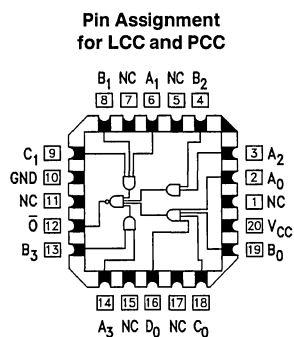 Pin Assignment
for LCC and PCC
B₁ NC A₁ NC B₂
8 7 6 5 4
C₁ 9
GND 10
NC 11
O̅ 12
B₃ 13
3 A₂
2 A₀
1 NC
20 V_CC
19 B₀
14 15 16 17 18
A₃ NC D₀ NC C₀